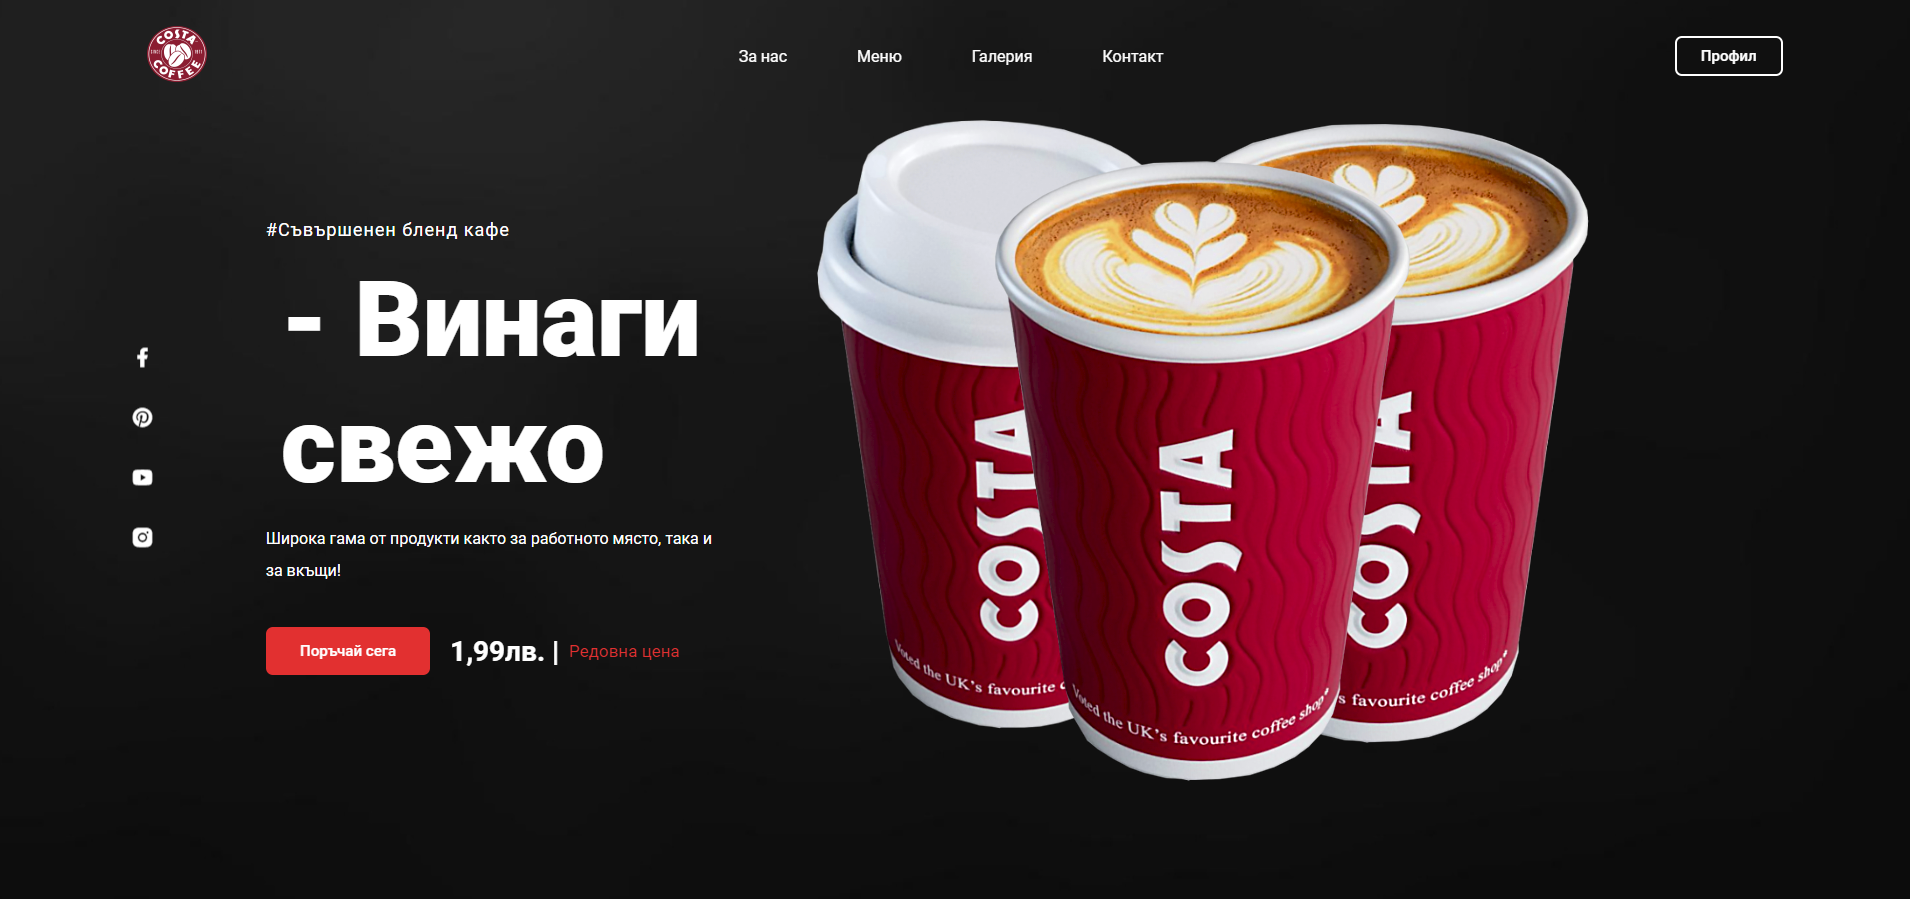 COSTA
SINCE 1971
COFFEE
За нас
Меню
Галерия
Контакт
Профил
#Съвършенен бленд кафе
- Винаги
свежо
Широка гама от продукти както за работното място, така и
за вкъщи!
Поръчай сега
1,99лв. |
Редовна цена
COSTA
Voted the UK's favourite
COSTA
Voted the UK's favourite coffee shop*
COSTA
's favourite coffee shop*